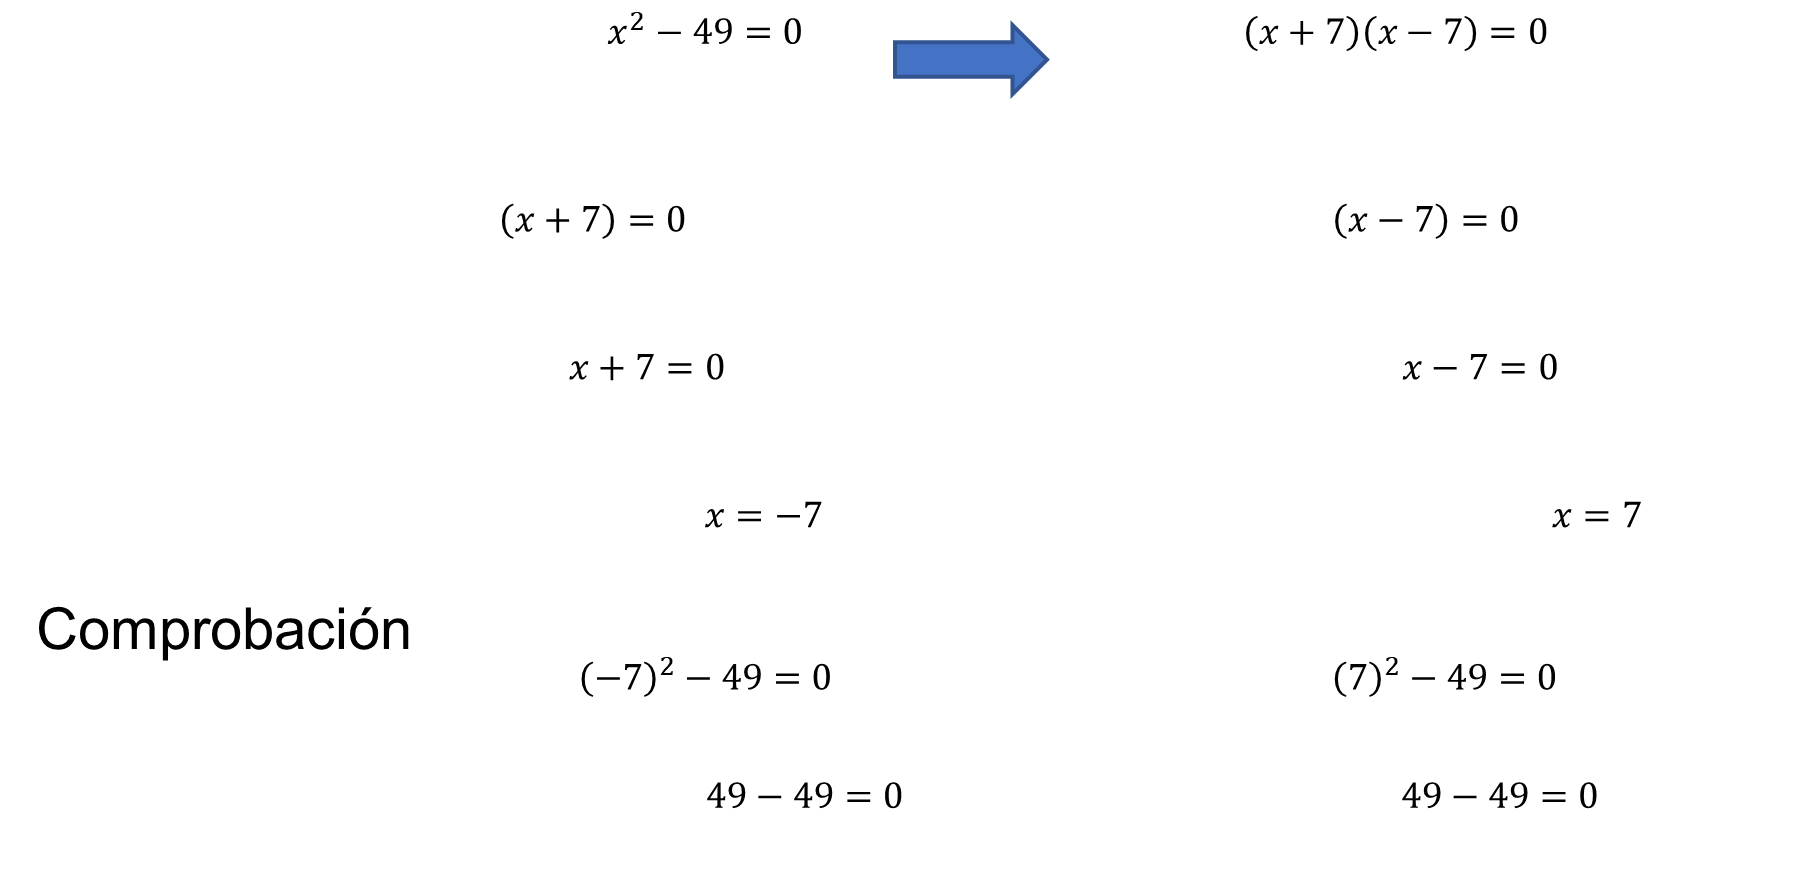 x² − 49 = 0 (x + 7)(x − 7) = 0
(x + 7) = 0 (x − 7) = 0
x + 7 = 0 x − 7 = 0
x = −7 x = 7
Comprobación
(−7)² − 49 = 0 (7)² − 49 = 0
49 − 49 = 0 49 − 49 = 0